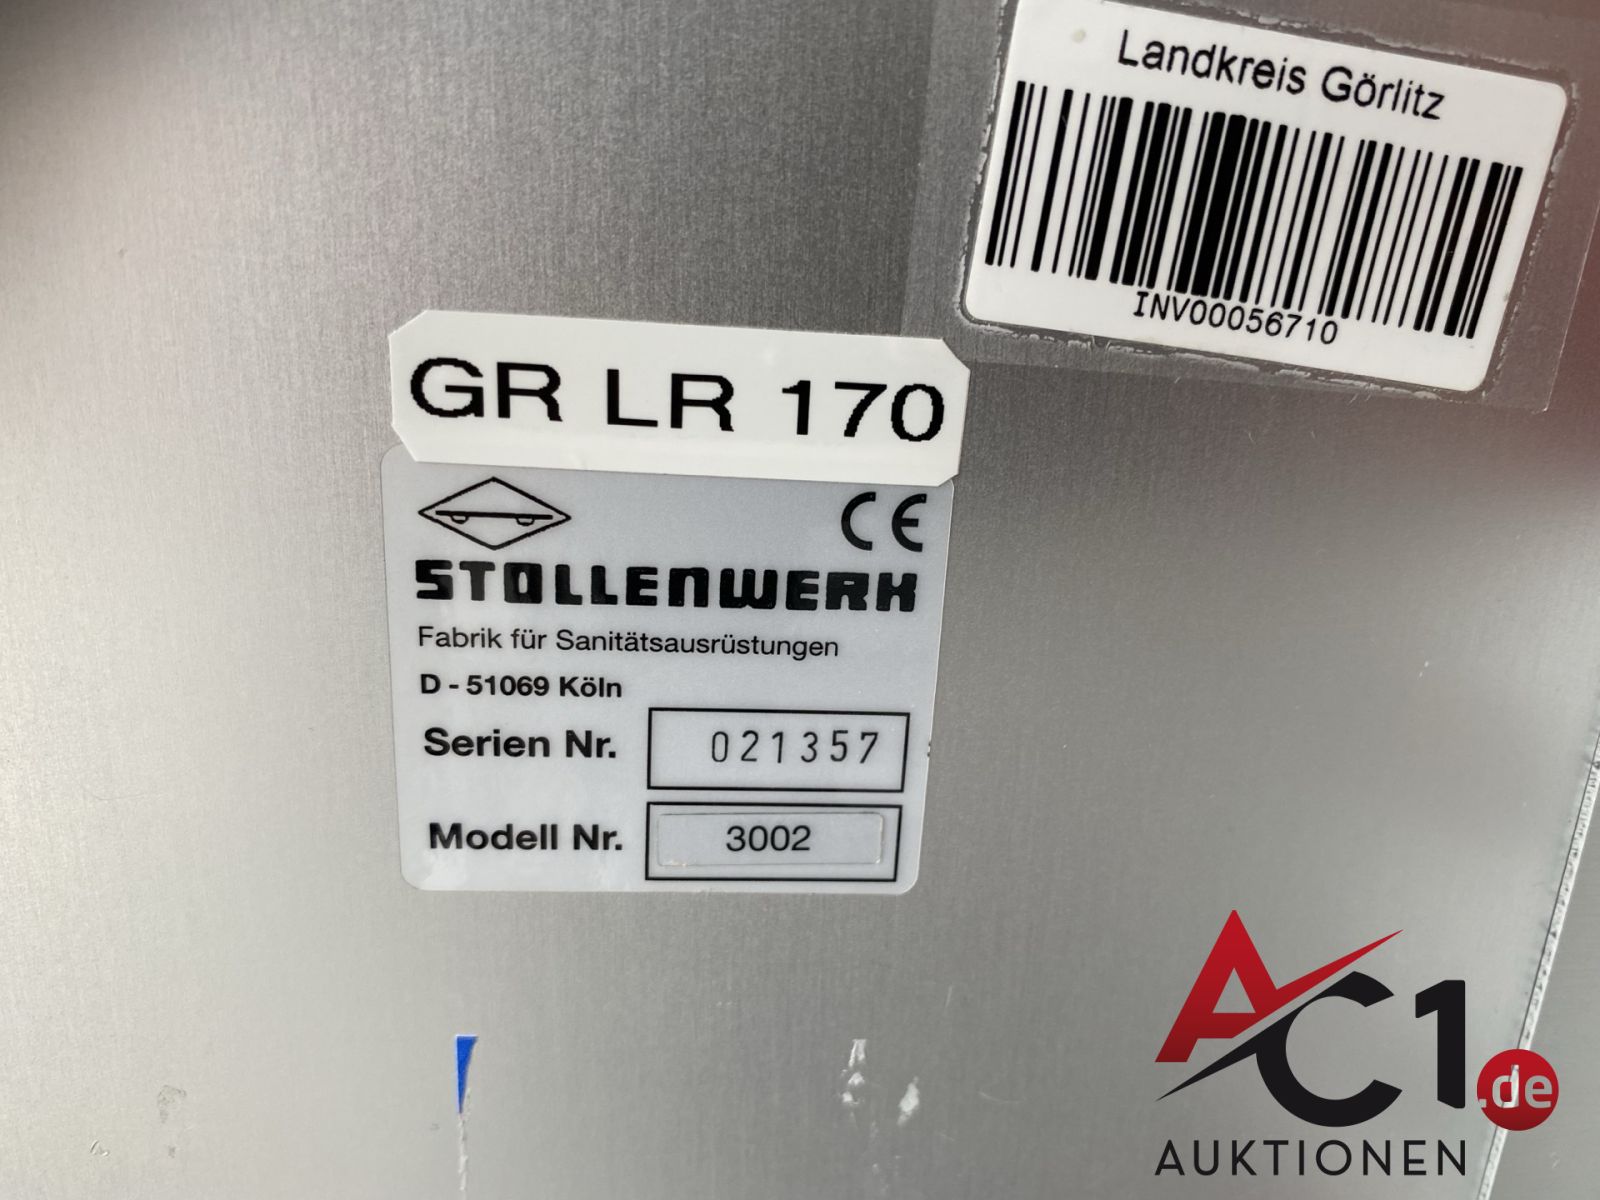 Landkreis Görlitz
INV00056710
GR LR 170
CE
STOLLENWERK
Fabrik für Sanitätsausrüstungen
D - 51069 Köln
Serien Nr. 021357
Modell Nr. 3002
AC1.de
AUKTIONEN